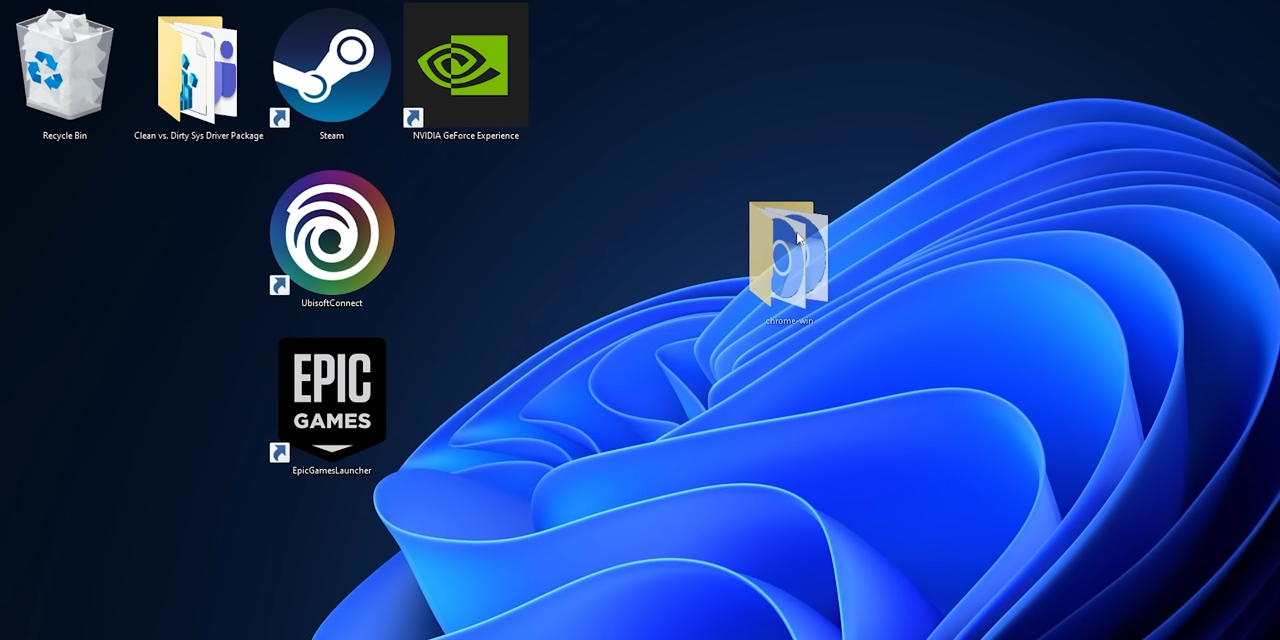 Recycle Bin
Clean vs. Dirty Sys Driver Package
Steam
NVIDIA GeForce Experience
UbisoftConnect
chrome-win
EPIC
GAMES
EpicGamesLauncher